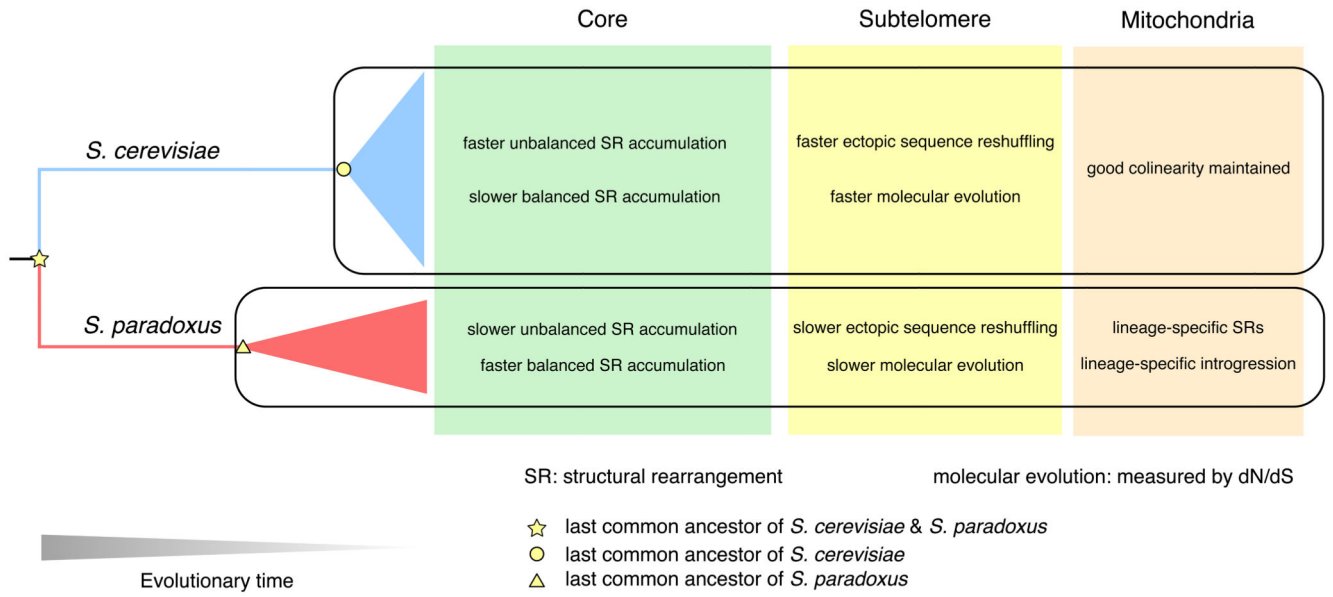 Core
Subtelomere
Mitochondria
S. cerevisiae
faster unbalanced SR accumulation
slower balanced SR accumulation
faster ectopic sequence reshuffling
faster molecular evolution
good colinearity maintained
S. paradoxus
slower unbalanced SR accumulation
faster balanced SR accumulation
slower ectopic sequence reshuffling
slower molecular evolution
lineage-specific SRs
lineage-specific introgression
SR: structural rearrangement
molecular evolution: measured by dN/dS
last common ancestor of S. cerevisiae & S. paradoxus
last common ancestor of S. cerevisiae
last common ancestor of S. paradoxus
Evolutionary time